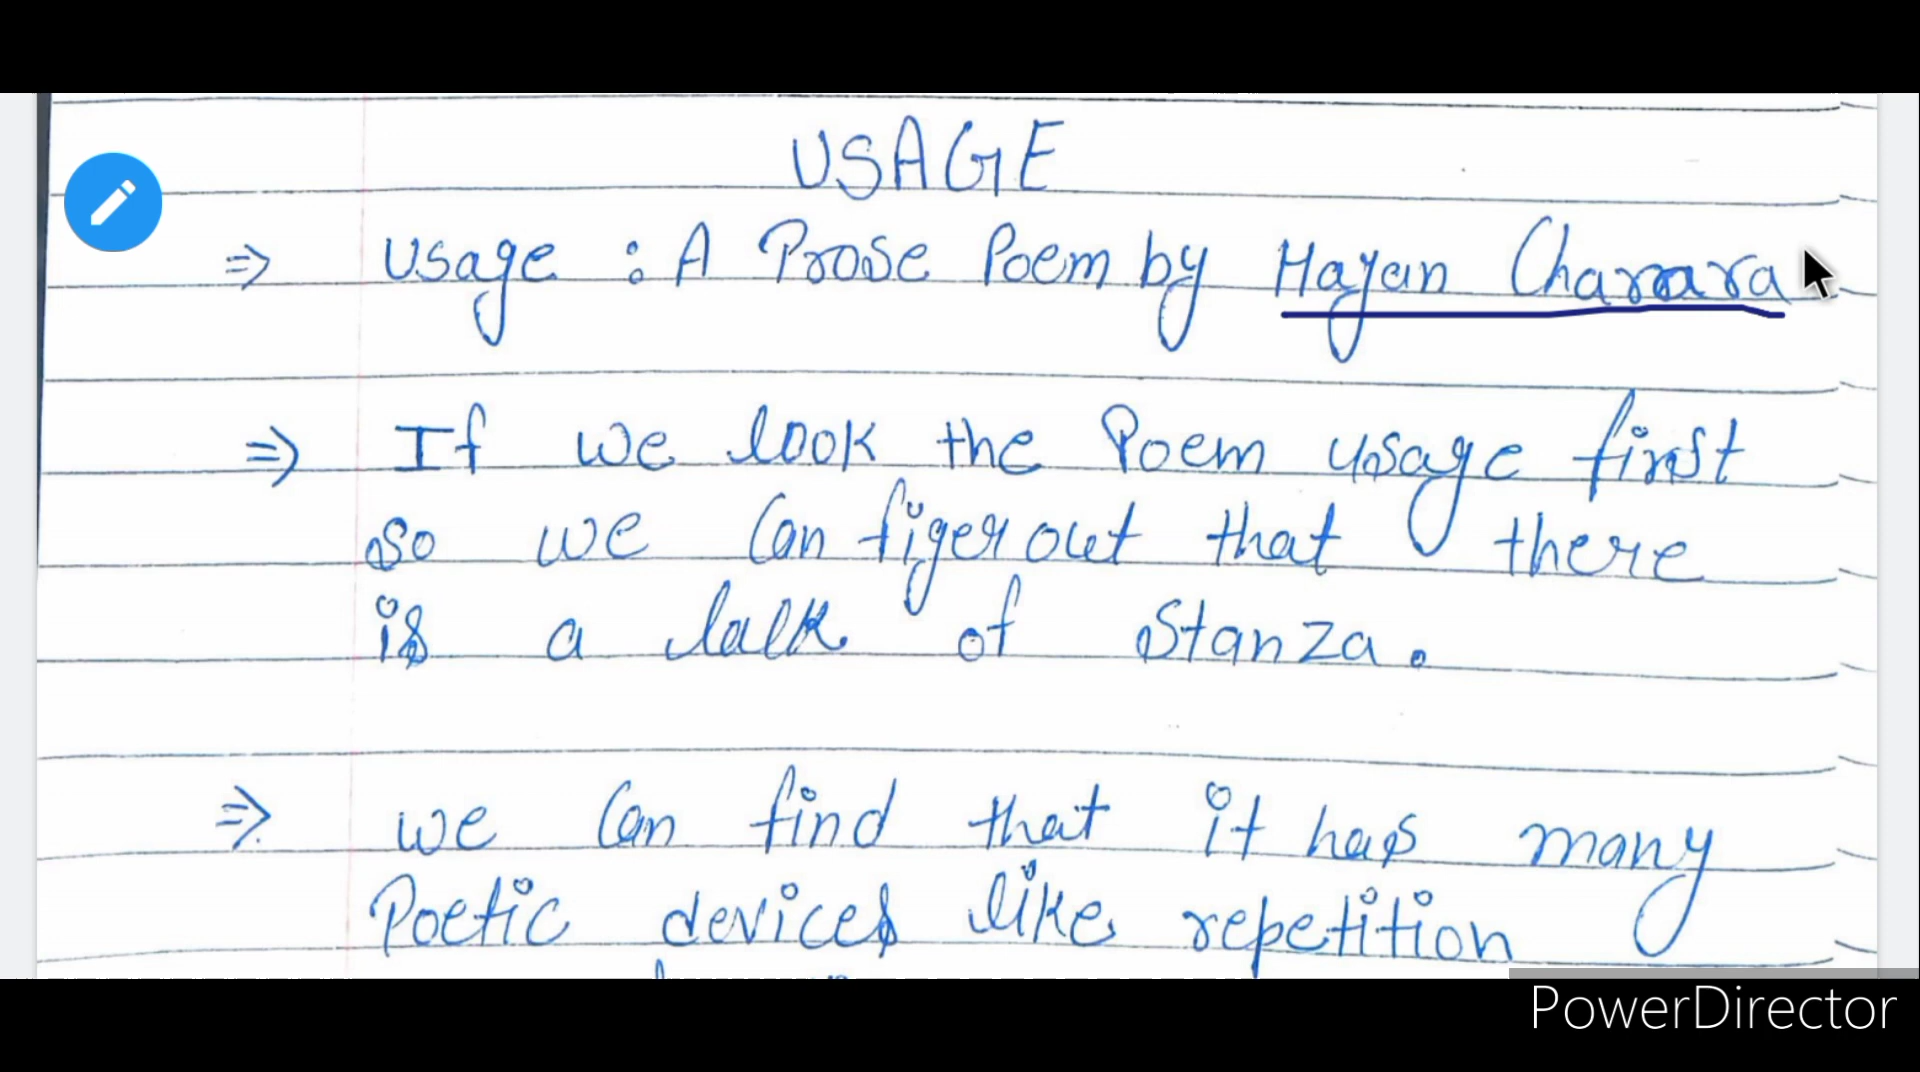 USAGE
⇒ Usage : A Prose Poem by Hayan Charara
⇒ If we look the Poem usage first
so we can figer out that there
is a lalk of Stanza.
⇒ we can find that it has many
Poetic devices like repetition
PowerDirector